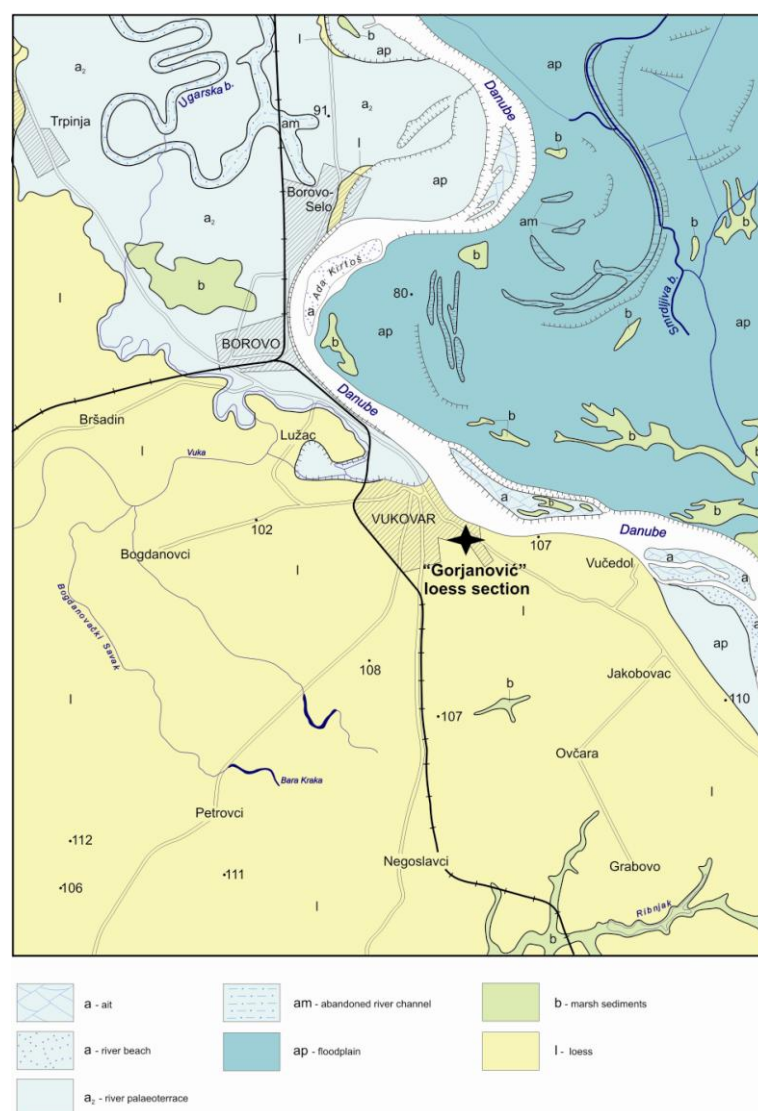 l
b
ap
a₂
Danube
ap
Ugarska b.
a₂
Trpinja
91
am
l
b
Borovo-
Selo
ap
am
b
b
a₂
Ada Kirtoš
b
Smrdljiva b.
l
b
80
a
ap
ap
b
BOROVO
b
Danube
b
Bršadin
b
Lužac
l
Vuka
a
b
b
VUKOVAR
Danube
102
107
Bogdanovci
"Gorjanović"
loess section
Vučedol
a
a
l
a
l
ap
Bogdanovački Savak
108
Jakobovac
b
110
l
107
Ovčara
Bara Kraka
l
Petrovci
112
Negoslavci
Grabovo
106
111
Ribnjak
l
b
a - ait
am - abandoned river channel
b - marsh sediments
a - river beach
ap - floodplain
l - loess
a₂ - river palaeoterrace